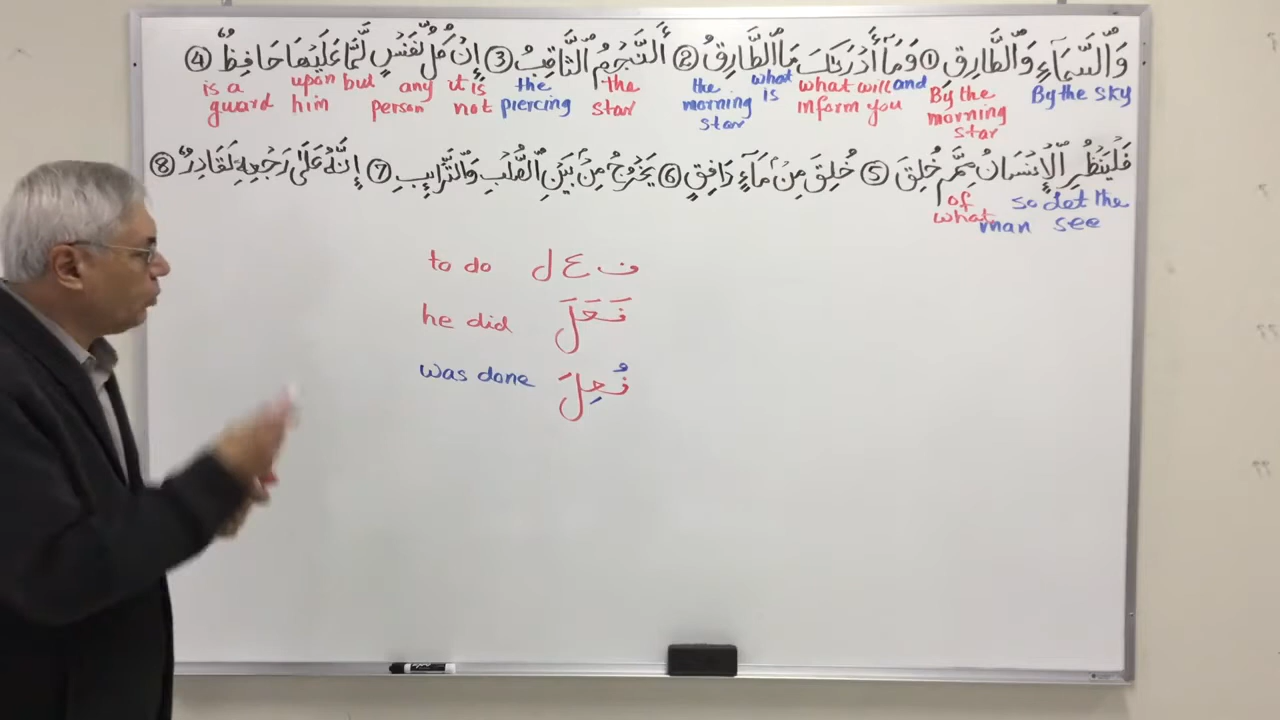 وَٱلسَّمَآءِ وَٱلطَّارِقِ ① وَمَآ أَدْرَىٰكَ مَا ٱلطَّارِقُ ② ٱلنَّجْمُ ٱلثَّاقِبُ ③ إِن كُلُّ نَفْسٍ لَّمَّا عَلَيْهَا حَافِظٌ ④
is a guard upon him but any person it is not the piercing the star the morning star what is what will inform you and By the morning star By the sky
فَلْيَنظُرِ ٱلْإِنسَـٰنُ مِمَّ خُلِقَ ⑤ خُلِقَ مِن مَّآءٍ دَافِقٍ ⑥ يَخْرُجُ مِنۢ بَيْنِ ٱلصُّلْبِ وَٱلتَّرَآئِبِ ⑦ إِنَّهُۥ عَلَىٰ رَجْعِهِۦ لَقَادِرٌ ⑧
of what so let the man see
to do ف ع ل
he did فَعَلَ
was done فُعِلَ